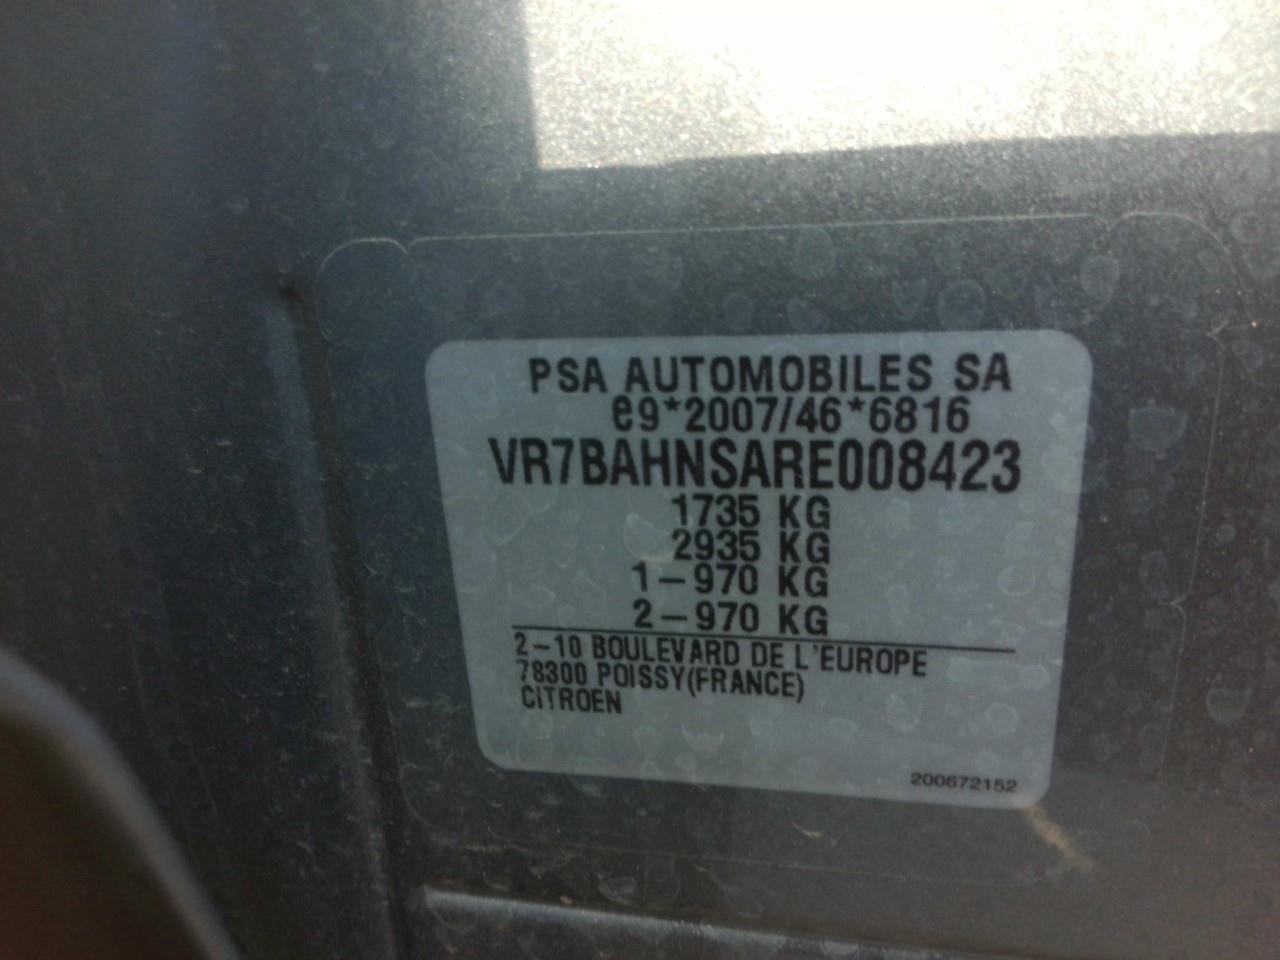 PSA AUTOMOBILES SA
e9*2007/46*6816
VR7BAHNSARE008423
1735 KG
2935 KG
1-970 KG
2-970 KG
2-10 BOULEVARD DE L'EUROPE
78300 POISSY(FRANCE)
CITROEN
200672152